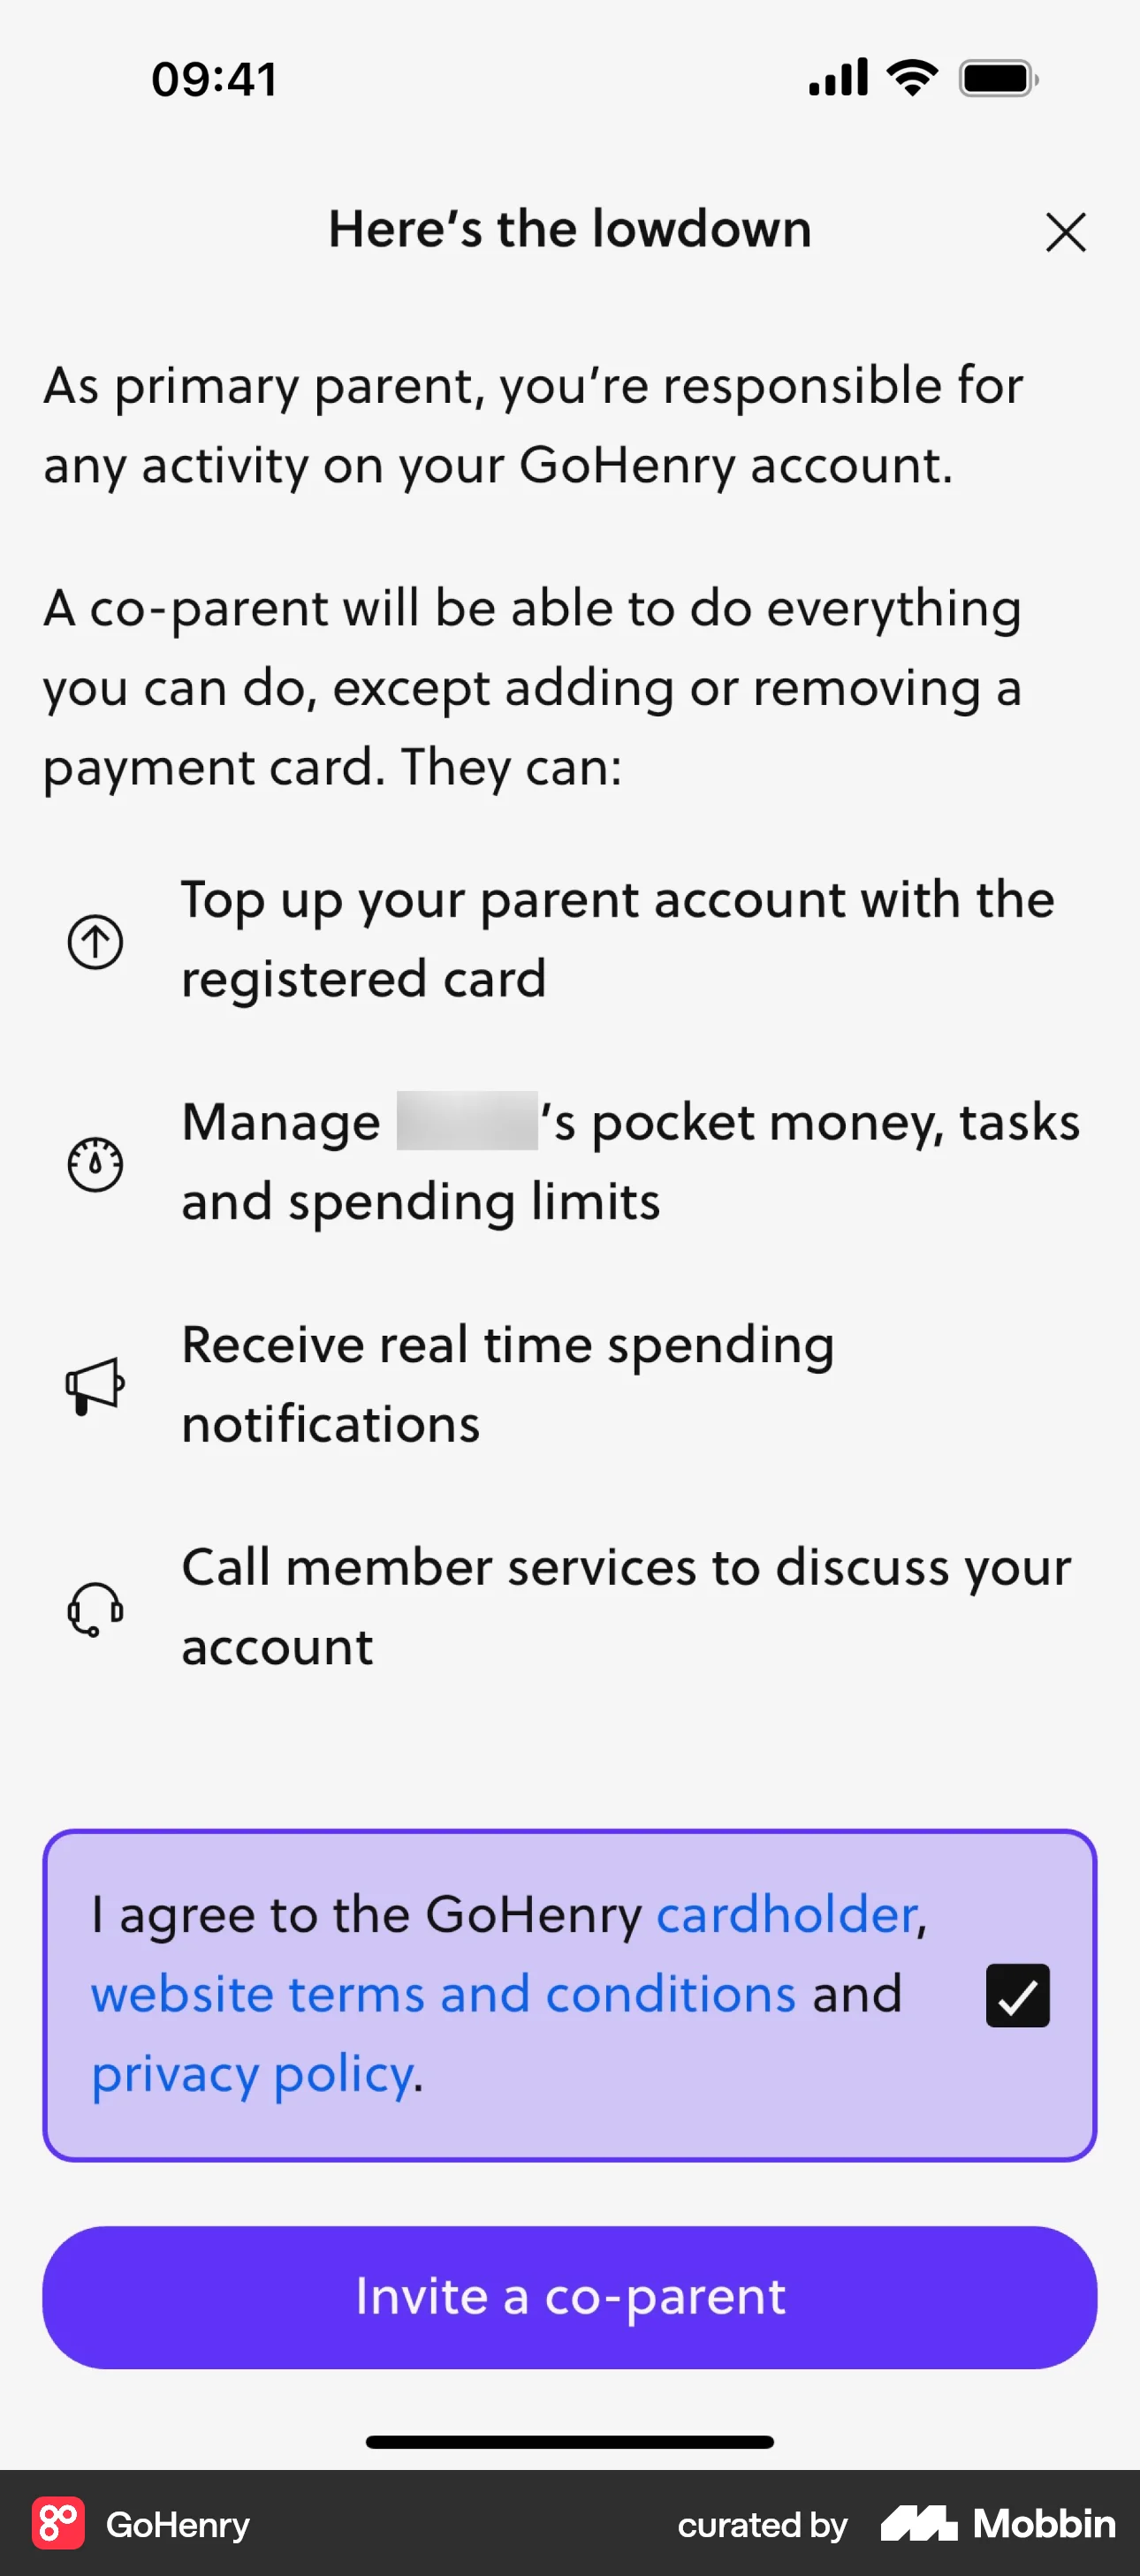 09:41
Here’s the lowdown
As primary parent, you’re responsible for
any activity on your GoHenry account.
A co-parent will be able to do everything
you can do, except adding or removing a
payment card. They can:
Top up your parent account with the
registered card
Manage ’s pocket money, tasks
and spending limits
Receive real time spending
notifications
Call member services to discuss your
account
I agree to the GoHenry cardholder,
website terms and conditions and
privacy policy.
Invite a co-parent
GoHenry
curated by Mobbin